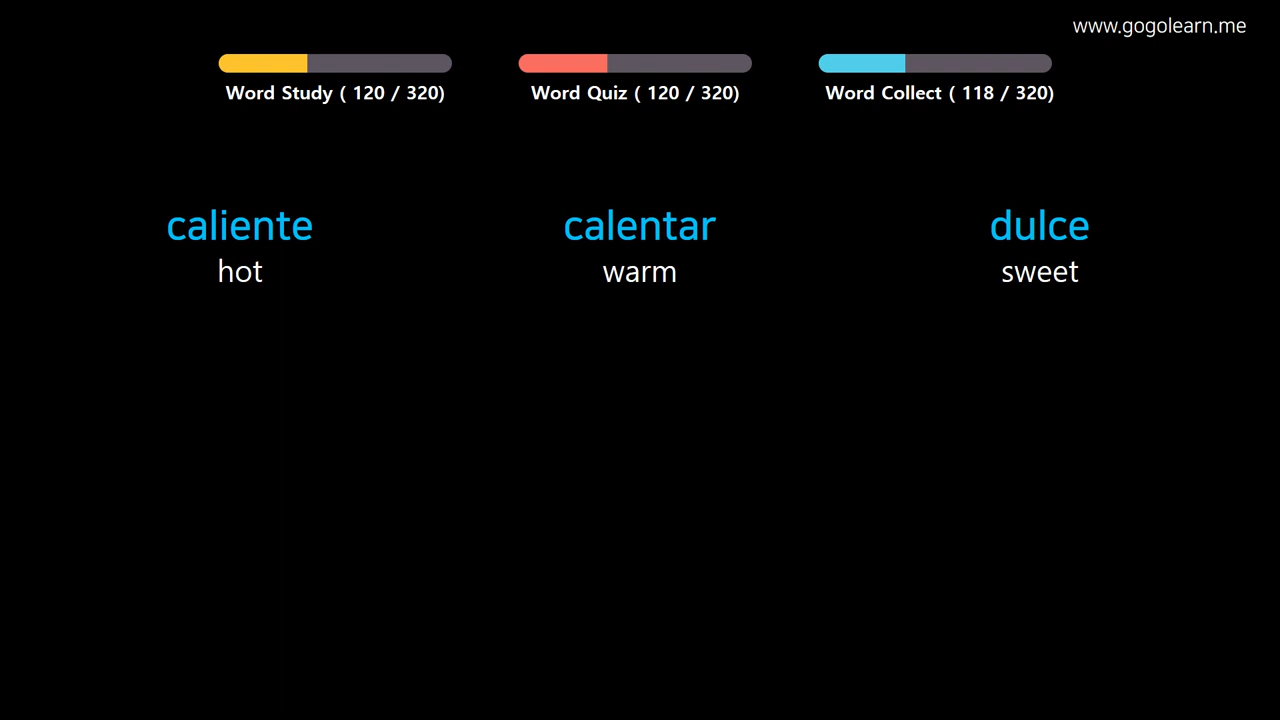 www.gogolearn.me
Word Study ( 120 / 320)
Word Quiz ( 120 / 320)
Word Collect ( 118 / 320)
caliente
hot
calentar
warm
dulce
sweet